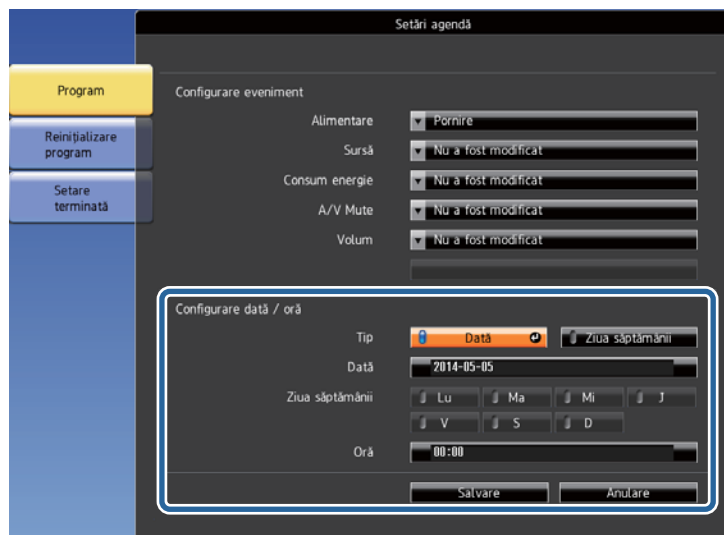 Setări agendă
Program
Reinițializare
program
Setare
terminată
Configurare eveniment
Alimentare Pornire
Sursă Nu a fost modificat
Consum energie Nu a fost modificat
A/V Mute Nu a fost modificat
Volum Nu a fost modificat
Configurare dată / oră
Tip Dată Ziua săptămânii
Dată 2014-05-05
Ziua săptămânii Lu Ma Mi J
V S D
Oră 00:00
Salvare Anulare